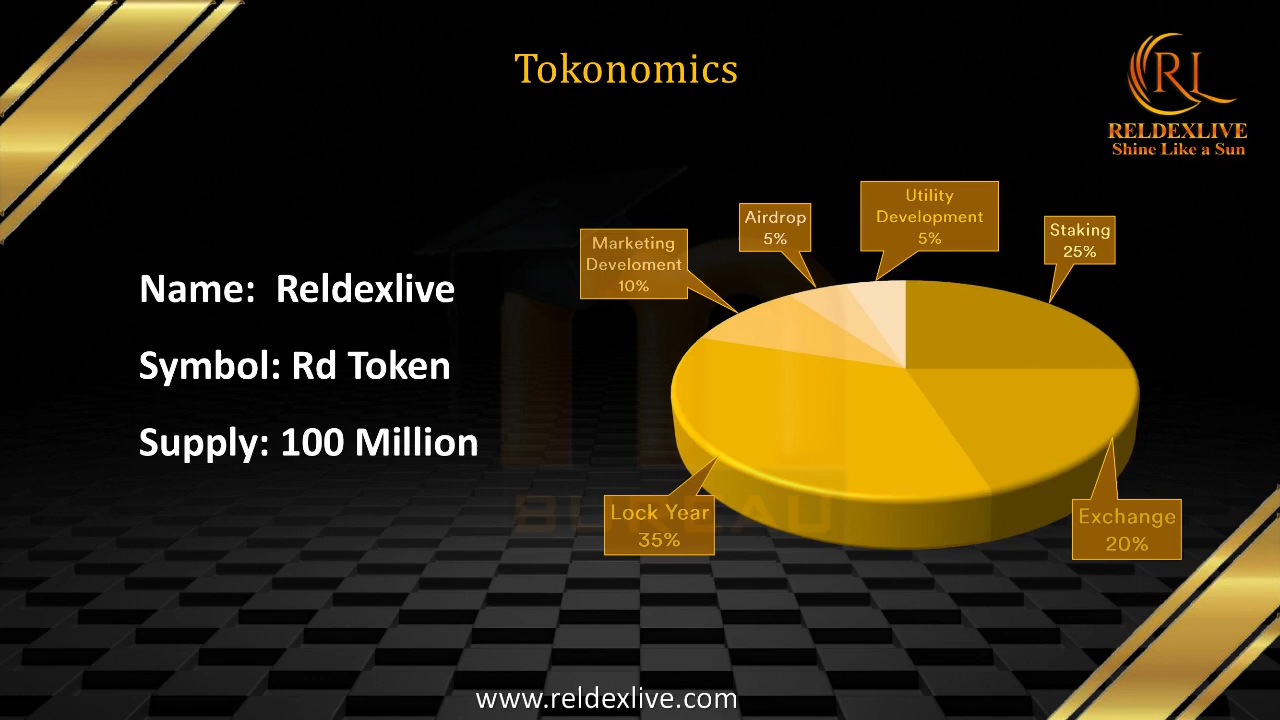 Tokonomics
RL
RELDEXLIVE
Shine Like a Sun
Name: Reldexlive
Symbol: Rd Token
Supply: 100 Million
Marketing
Develoment
10%
Airdrop
5%
Utility
Development
5%
Staking
25%
Lock Year
35%
Exchange
20%
BUREAU
www.reldexlive.com